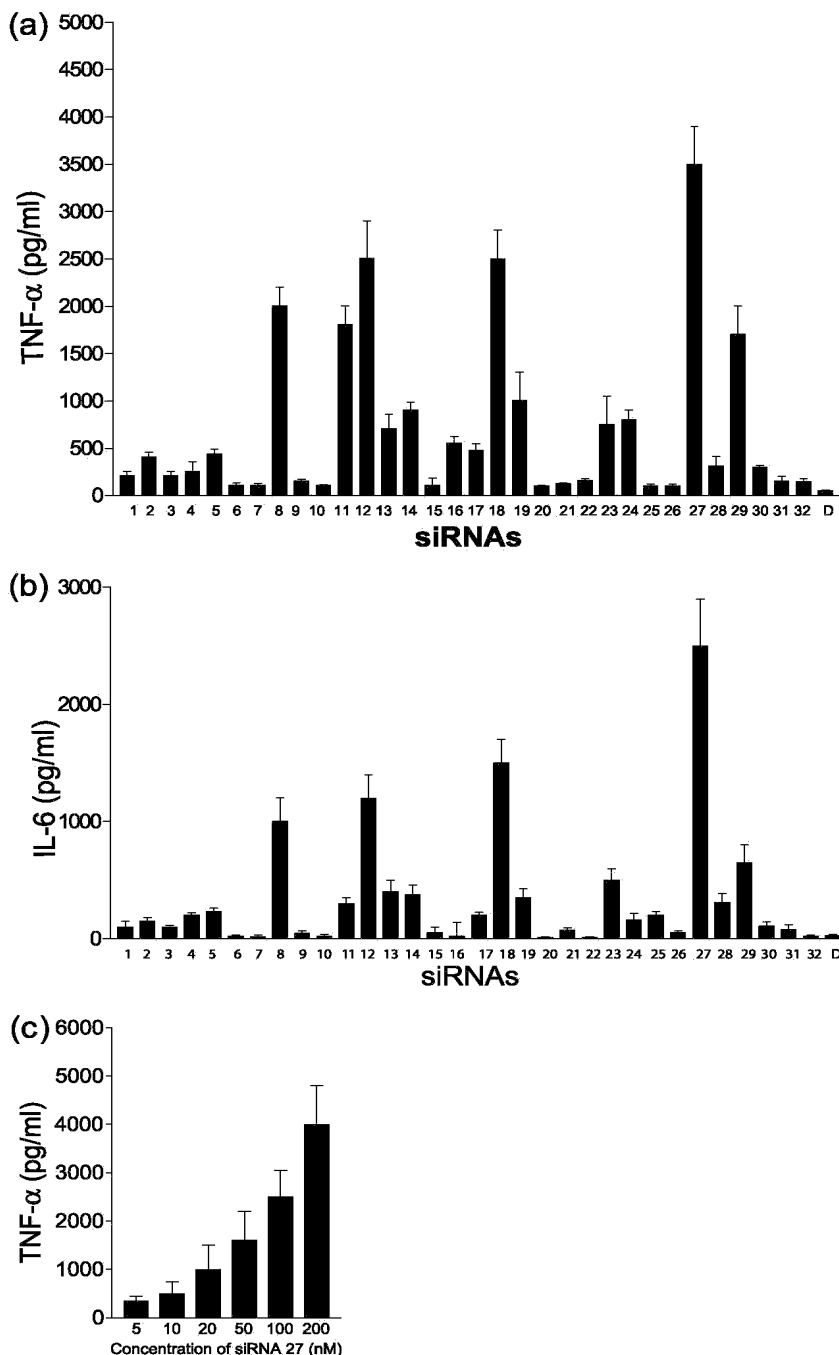 (a)
5000
4500
4000
3500
3000
2500
2000
1500
1000
500
0
TNF-α (pg/ml)
1 2 3 4 5 6 7 8 9 10 11 12 13 14 15 16 17 18 19 20 21 22 23 24 25 26 27 28 29 30 31 32 D
siRNAs
(b)
3000
2000
1000
0
IL-6 (pg/ml)
1 2 3 4 5 6 7 8 9 10 11 12 13 14 15 16 17 18 19 20 21 22 23 24 25 26 27 28 29 30 31 32 D
siRNAs
(c)
6000
5000
4000
3000
2000
1000
0
TNF-α (pg/ml)
5 10 20 50 100 200
Concentration of siRNA 27 (nM)